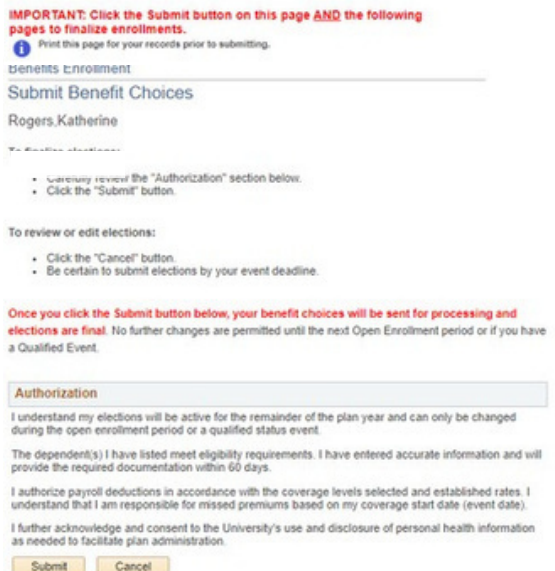 IMPORTANT: Click the Submit button on this page AND the following
pages to finalize enrollments.
Print this page for your records prior to submitting.
Benefits Enrollment
Submit Benefit Choices
Rogers,Katherine
To finalize elections:
• Carefully review the "Authorization" section below.
• Click the "Submit" button.
To review or edit elections:
• Click the "Cancel" button.
• Be certain to submit elections by your event deadline.
Once you click the Submit button below, your benefit choices will be sent for processing and
elections are final. No further changes are permitted until the next Open Enrollment period or if you have
a Qualified Event.
Authorization
I understand my elections will be active for the remainder of the plan year and can only be changed
during the open enrollment period or a qualified status event.
The dependent(s) I have listed meet eligibility requirements. I have entered accurate information and will
provide the required documentation within 60 days.
I authorize payroll deductions in accordance with the coverage levels selected and established rates. I
understand that I am responsible for missed premiums based on my coverage start date (event date).
I further acknowledge and consent to the University's use and disclosure of personal health information
as needed to facilitate plan administration.
Submit Cancel